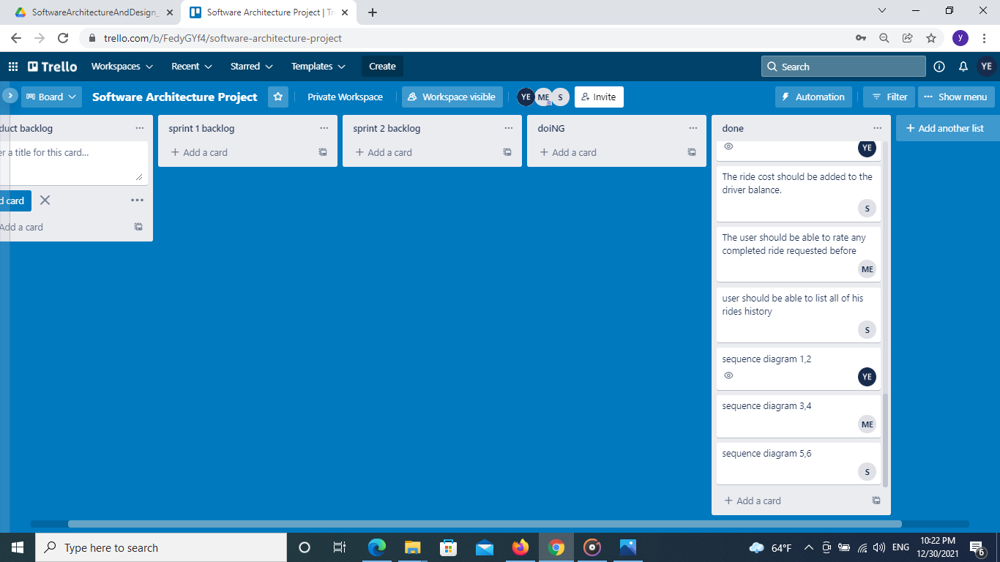 SoftwareArchitectureAndDesign_
Software Architecture Project | Tr
trello.com/b/FedyGYf4/software-architecture-project
y
Trello
Workspaces
Recent
Starred
Templates
Create
Search
YE
Board
Software Architecture Project
Private Workspace
Workspace visible
YE
ME
S
Invite
Automation
Filter
Show menu
duct backlog
er a title for this card...
d card
Add a card
sprint 1 backlog
+ Add a card
sprint 2 backlog
+ Add a card
doiNG
+ Add a card
done
YE
The ride cost should be added to the
driver balance.
S
The user should be able to rate any
completed ride requested before
ME
user should be able to list all of his
rides history
S
sequence diagram 1,2
YE
sequence diagram 3,4
ME
sequence diagram 5,6
S
+ Add a card
+ Add another list
Type here to search
64°F
ENG
10:22 PM
12/30/2021
6